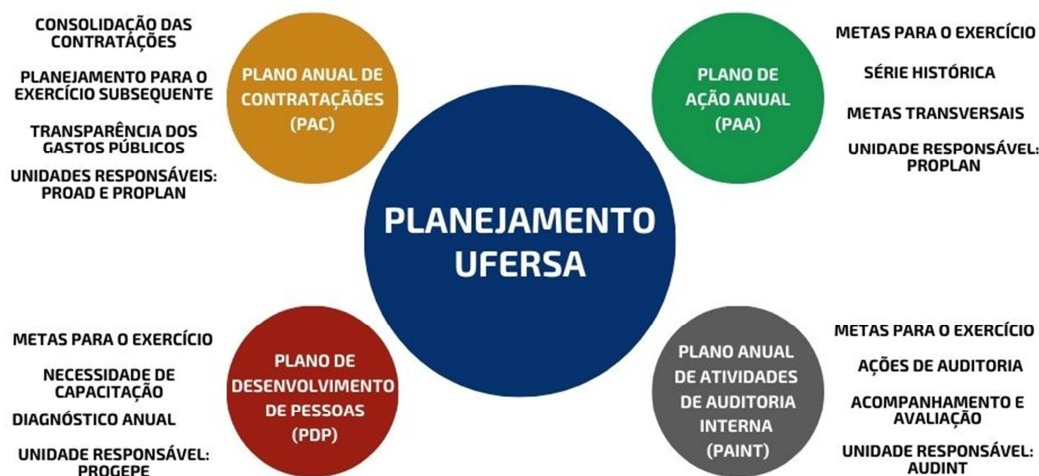 CONSOLIDAÇÃO DAS
CONTRATAÇÕES
PLANEJAMENTO PARA O
EXERCÍCIO SUBSEQUENTE
TRANSPARÊNCIA DOS
GASTOS PÚBLICOS
UNIDADES RESPONSÁVEIS:
PROAD E PROPLAN
PLANO ANUAL DE
CONTRATAÇÃÕES
(PAC)
PLANO DE
AÇÃO ANUAL
(PAA)
METAS PARA O EXERCÍCIO
SÉRIE HISTÓRICA
METAS TRANSVERSAIS
UNIDADE RESPONSÁVEL:
PROPLAN
PLANEJAMENTO
UFERSA
METAS PARA O EXERCÍCIO
NECESSIDADE DE
CAPACITAÇÃO
DIAGNÓSTICO ANUAL
UNIDADE RESPONSÁVEL:
PROGEPE
PLANO DE
DESENVOLVIMENTO
DE PESSOAS
(PDP)
PLANO ANUAL
DE ATIVIDADES
DE AUDITORIA
INTERNA
(PAINT)
METAS PARA O EXERCÍCIO
AÇÕES DE AUDITORIA
ACOMPANHAMENTO E
AVALIAÇÃO
UNIDADE RESPONSÁVEL:
AUDINT